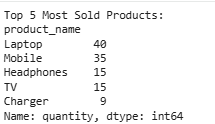 Top 5 Most Sold Products:
product_name
Laptop        40
Mobile        35
Headphones    15
TV            15
Charger        9
Name: quantity, dtype: int64